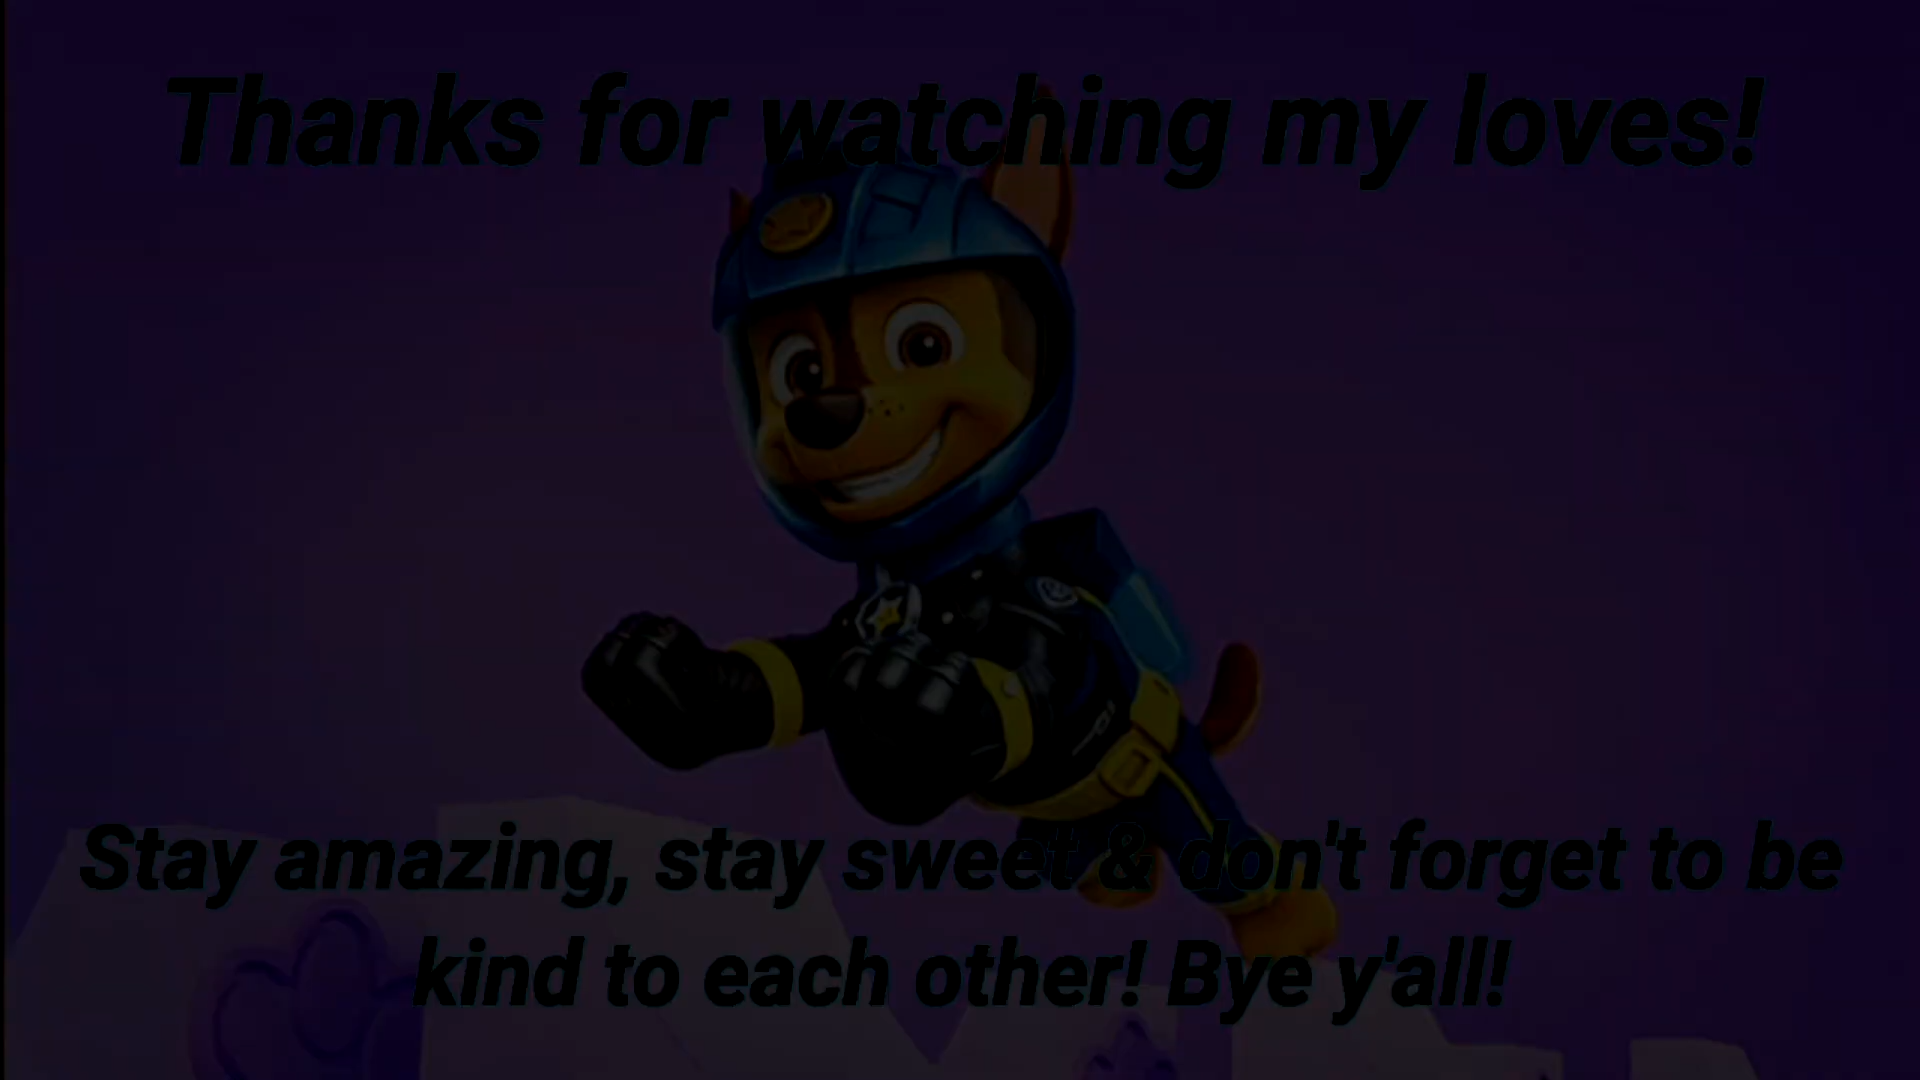 Thanks for watching my loves!
Stay amazing, stay sweet & don't forget to be
kind to each other! Bye y'all!